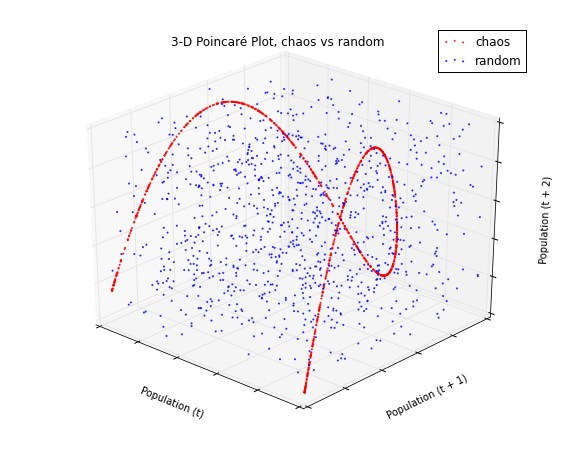 3-D Poincaré Plot, chaos vs random
chaos
random
Population (t)
Population (t + 1)
Population (t + 2)